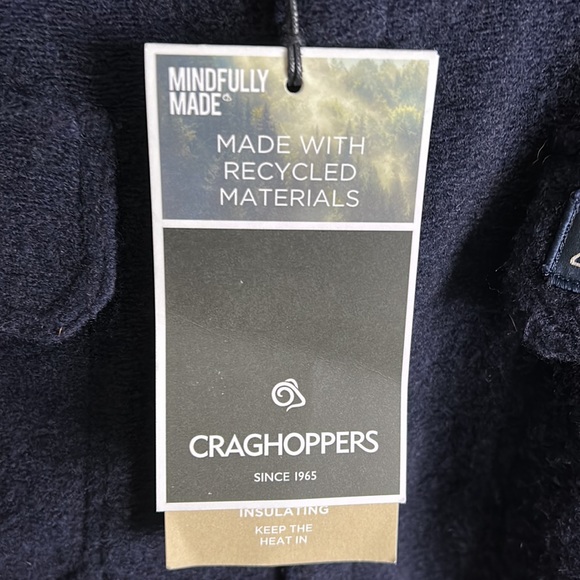 MINDFULLY
MADE
MADE WITH
RECYCLED
MATERIALS
CRAGHOPPERS
SINCE 1965
INSULATING
KEEP THE
HEAT IN